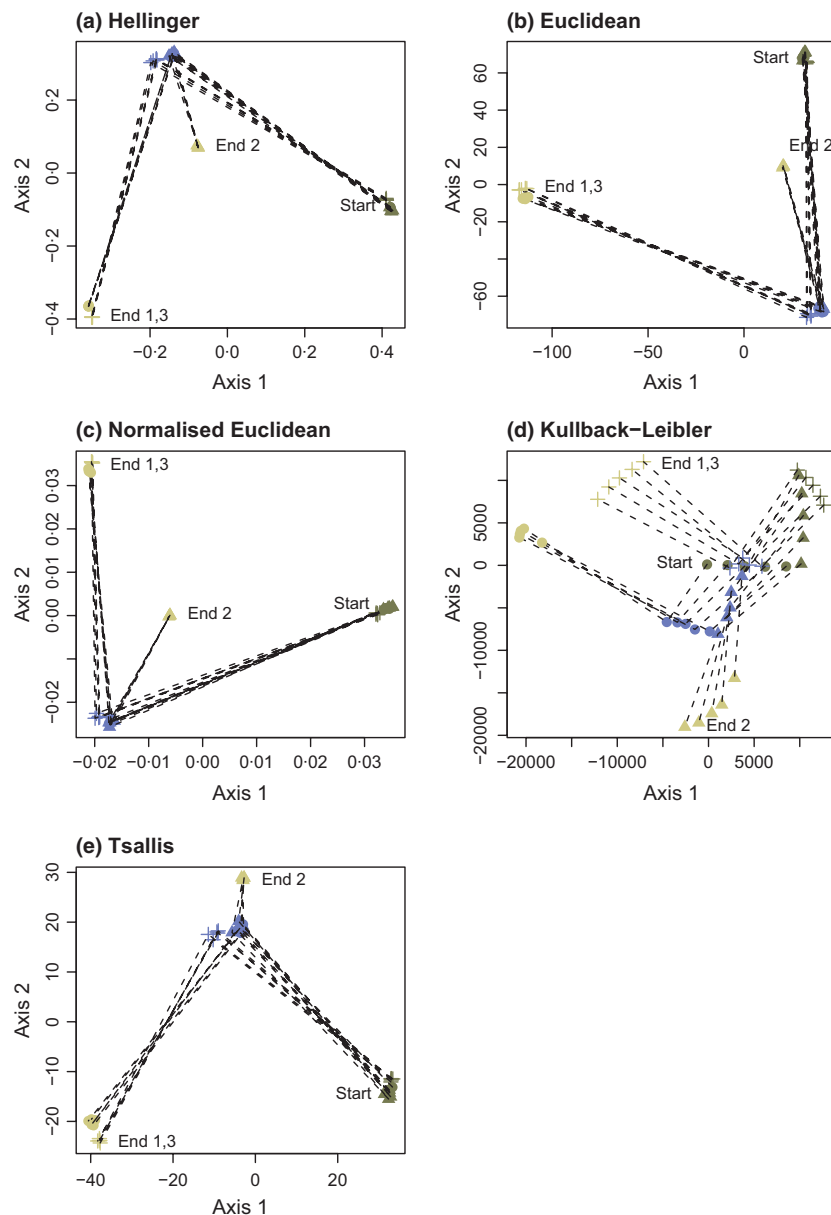 (a) Hellinger
(b) Euclidean
Axis 2
0·2
0·0
−0·2
−0·4
End 2
Start
End 1,3
−0·2
0·0
0·2
0·4
Axis 1
Axis 2
60
40
20
0
−20
−60
Start
End 2
End 1,3
−100
−50
0
Axis 1
(c) Normalised Euclidean
(d) Kullback−Leibler
Axis 2
0·03
0·02
0·01
0·00
−0·02
End 1,3
Start
End 2
−0·02
−0·01
0·00
0·01
0·02
0·03
Axis 1
Axis 2
5000
0
−10000
−20000
End 1,3
Start
End 2
−20000
−10000
0
5000
Axis 1
(e) Tsallis
Axis 2
30
20
10
0
−10
−20
End 2
Start
End 1,3
−40
−20
0
20
Axis 1